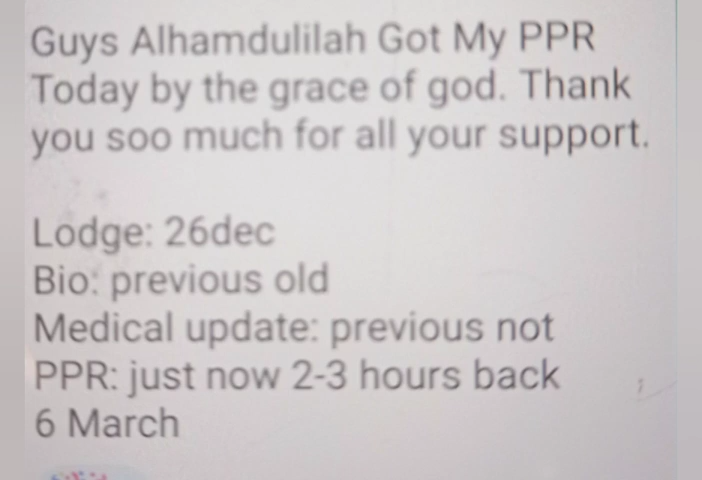 Guys Alhamdulilah Got My PPR
Today by the grace of god. Thank
you soo much for all your support.
Lodge: 26dec
Bio: previous old
Medical update: previous not
PPR: just now 2-3 hours back
6 March